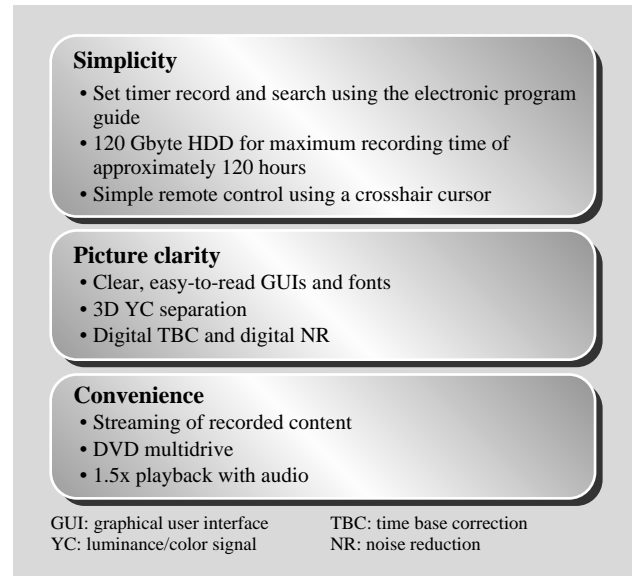 Simplicity
• Set timer record and search using the electronic program
guide
• 120 Gbyte HDD for maximum recording time of
approximately 120 hours
• Simple remote control using a crosshair cursor
Picture clarity
• Clear, easy-to-read GUIs and fonts
• 3D YC separation
• Digital TBC and digital NR
Convenience
• Streaming of recorded content
• DVD multidrive
• 1.5x playback with audio
GUI: graphical user interface TBC: time base correction
YC: luminance/color signal NR: noise reduction